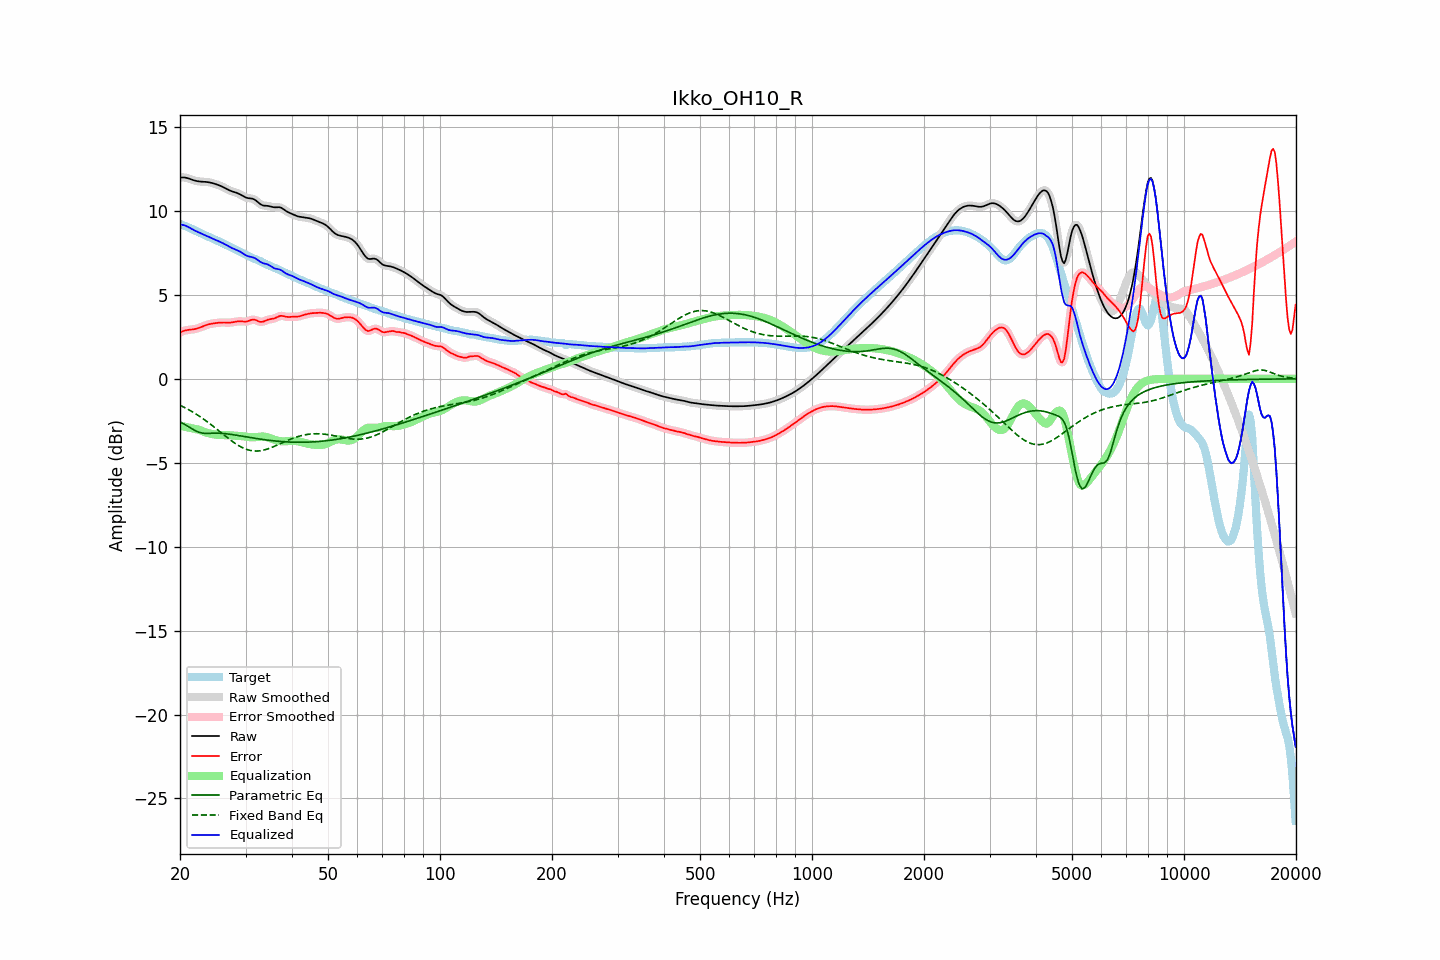 Ikko_OH10_R
15
10
5
0
−5
−10
−15
−20
−25
Amplitude (dBr)
Target
Raw Smoothed
Error Smoothed
Raw
Error
Equalization
Parametric Eq
Fixed Band Eq
Equalized
20 50 100 200 500 1000 2000 5000 10000 20000
Frequency (Hz)